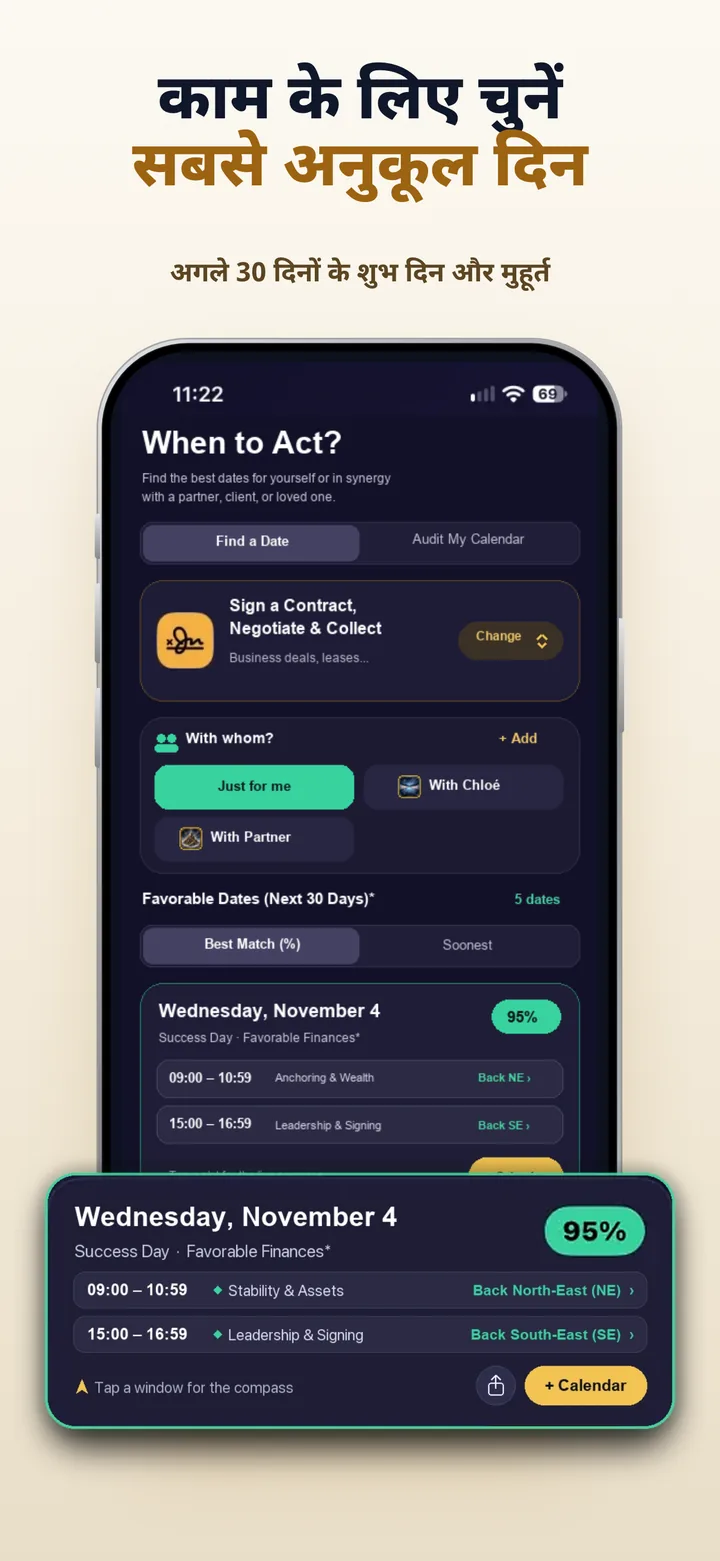 काम के लिए चुनें
सबसे अनुकूल दिन
अगले 30 दिनों के शुभ दिन और मुहूर्त
11:22
69
When to Act?
Find the best dates for yourself or in synergy
with a partner, client, or loved one.
Find a Date
Audit My Calendar
Sign a Contract,
Negotiate & Collect
Business deals, leases...
Change
With whom?
+ Add
Just for me
With Chloé
With Partner
Favorable Dates (Next 30 Days)*
5 dates
Best Match (%)
Soonest
Wednesday, November 4
95%
Success Day · Favorable Finances*
09:00 – 10:59 Anchoring & Wealth Back NE ›
15:00 – 16:59 Leadership & Signing Back SE ›
Wednesday, November 4
95%
Success Day · Favorable Finances*
09:00 – 10:59 ◆ Stability & Assets Back North-East (NE) ›
15:00 – 16:59 ◆ Leadership & Signing Back South-East (SE) ›
Tap a window for the compass
+ Calendar